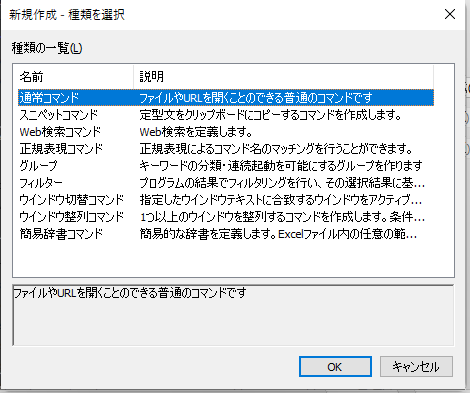 新規作成 - 種類を選択
種類の一覧(L)
名前 説明
通常コマンド ファイルやURLを開くことのできる普通のコマンドです
スニペットコマンド 定型文をクリップボードにコピーするコマンドを作成します。
Web検索コマンド Web検索を定義します。
正規表現コマンド 正規表現によるコマンド名のマッチングを行うことができます。
グループ キーワードの分類・連続起動を可能にするグループを作ります
フィルター プログラムの結果でフィルタリングを行い、その選択結果に基...
ウインドウ切替コマンド 指定したウインドウテキストに合致するウインドウをアクティブ...
ウインドウ整列コマンド 1つ以上のウインドウを整列するコマンドを作成します。条件...
簡易辞書コマンド 簡易的な辞書を定義します。Excelファイル内の任意の範...
ファイルやURLを開くことのできる普通のコマンドです
OK キャンセル